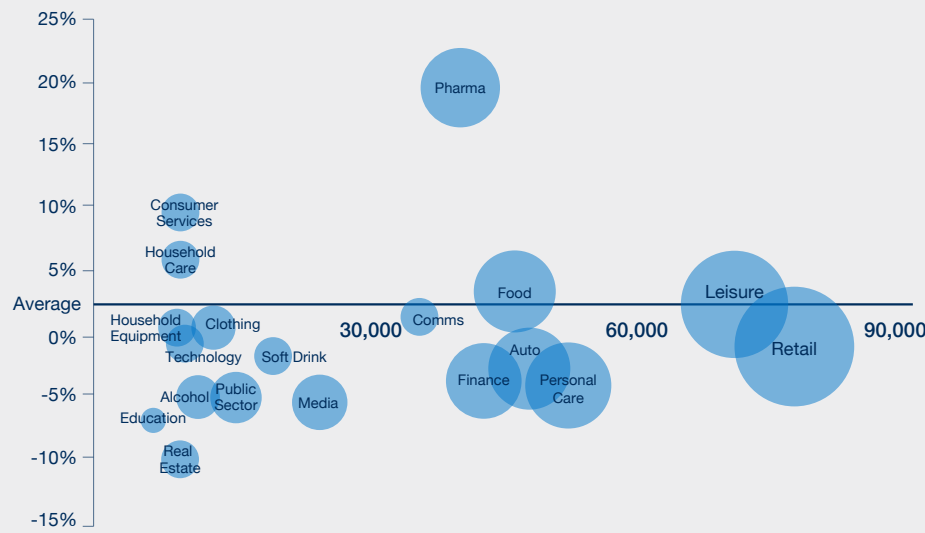 25%
20%
Pharma
15%
10%
Consumer
Services
Household
Care
5%
Average
Food
Leisure
Household
Equipment
Clothing
Comms
0%
30,000
60,000
90,000
Technology
Soft Drink
Auto
Retail
Finance
Personal
Care
-5%
Alcohol
Public
Sector
Media
Education
Real
Estate
-10%
-15%